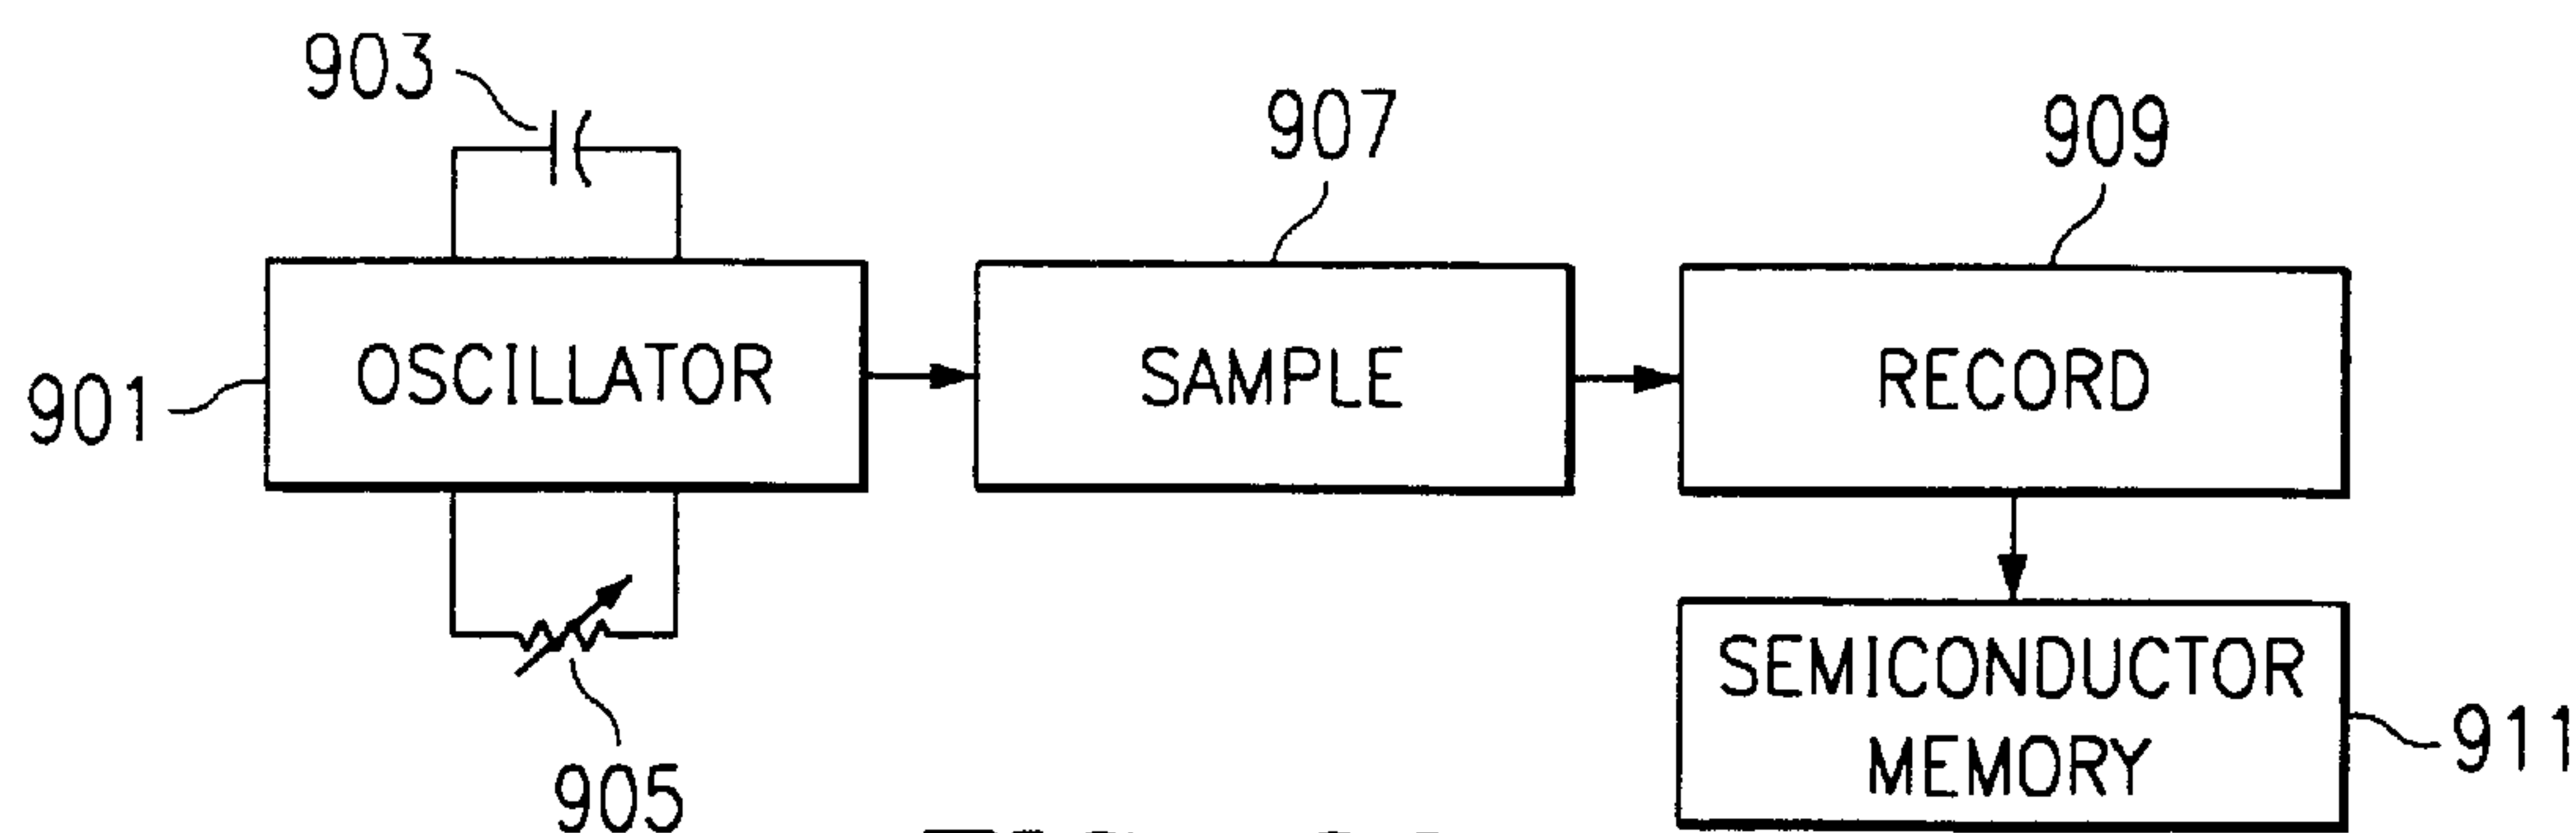 903
907
909
901
OSCILLATOR
SAMPLE
RECORD
905
SEMICONDUCTOR
MEMORY
911